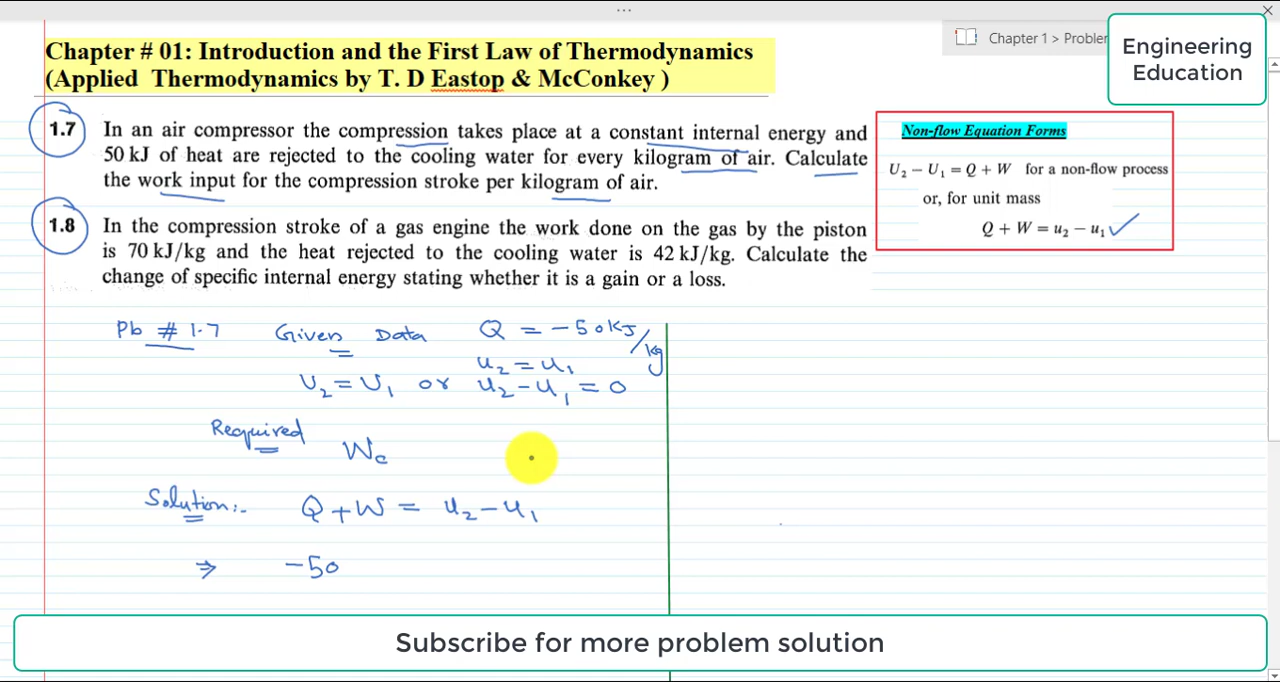 Chapter # 01: Introduction and the First Law of Thermodynamics
(Applied Thermodynamics by T. D Eastop & McConkey )
Chapter 1 > Probler
Engineering
Education
1.7 In an air compressor the compression takes place at a constant internal energy and
50 kJ of heat are rejected to the cooling water for every kilogram of air. Calculate
the work input for the compression stroke per kilogram of air.
1.8 In the compression stroke of a gas engine the work done on the gas by the piston
is 70 kJ/kg and the heat rejected to the cooling water is 42 kJ/kg. Calculate the
change of specific internal energy stating whether it is a gain or a loss.
Non-flow Equation Forms
U₂ − U₁ = Q + W for a non-flow process
or, for unit mass
Q + W = u₂ − u₁
Pb # 1.7 Given Data Q = -50 kJ/kg
u₂ = u₁
U₂ = U₁ or u₂ - u₁ = 0
Required
Wc
Solution:- Q + W = u₂ - u₁
⇒ -50
Subscribe for more problem solution